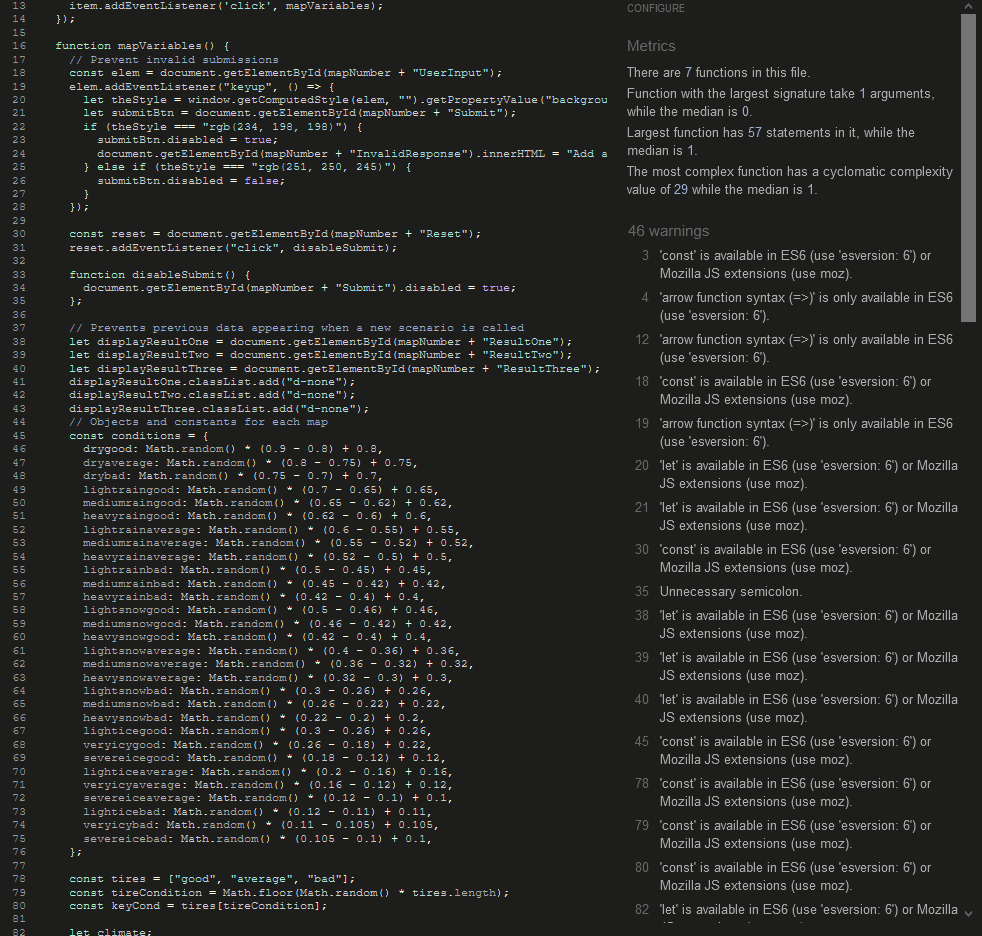 13 item.addEventListener('click', mapVariables);
14 });
15
16 function mapVariables() {
17 // Prevent invalid submissions
18 const elem = document.getElementById(mapNumber + "UserInput");
19 elem.addEventListener("keyup", () => {
20 let theStyle = window.getComputedStyle(elem, "").getPropertyValue("backgrou
21 let submitBtn = document.getElementById(mapNumber + "Submit");
22 if (theStyle === "rgb(234, 198, 198)") {
23 submitBtn.disabled = true;
24 document.getElementById(mapNumber + "InvalidResponse").innerHTML = "Add a
25 } else if (theStyle === "rgb(251, 250, 245)") {
26 submitBtn.disabled = false;
27 }
28 });
29
30 const reset = document.getElementById(mapNumber + "Reset");
31 reset.addEventListener("click", disableSubmit);
32
33 function disableSubmit() {
34 document.getElementById(mapNumber + "Submit").disabled = true;
35 };
36
37 // Prevents previous data appearing when a new scenario is called
38 let displayResultOne = document.getElementById(mapNumber + "ResultOne");
39 let displayResultTwo = document.getElementById(mapNumber + "ResultTwo");
40 let displayResultThree = document.getElementById(mapNumber + "ResultThree");
41 displayResultOne.classList.add("d-none");
42 displayResultTwo.classList.add("d-none");
43 displayResultThree.classList.add("d-none");
44 // Objects and constants for each map
45 const conditions = {
46 drygood: Math.random() * (0.9 - 0.8) + 0.8,
47 dryaverage: Math.random() * (0.8 - 0.75) + 0.75,
48 drybad: Math.random() * (0.75 - 0.7) + 0.7,
49 lightraingood: Math.random() * (0.7 - 0.65) + 0.65,
50 mediumraingood: Math.random() * (0.65 - 0.62) + 0.62,
51 heavyraingood: Math.random() * (0.62 - 0.6) + 0.6,
52 lightrainaverage: Math.random() * (0.6 - 0.55) + 0.55,
53 mediumrainaverage: Math.random() * (0.55 - 0.52) + 0.52,
54 heavyrainaverage: Math.random() * (0.52 - 0.5) + 0.5,
55 lightrainbad: Math.random() * (0.5 - 0.45) + 0.45,
56 mediumrainbad: Math.random() * (0.45 - 0.42) + 0.42,
57 heavyrainbad: Math.random() * (0.42 - 0.4) + 0.4,
58 lightsnowgood: Math.random() * (0.5 - 0.46) + 0.46,
59 mediumsnowgood: Math.random() * (0.46 - 0.42) + 0.42,
60 heavysnowgood: Math.random() * (0.42 - 0.4) + 0.4,
61 lightsnowaverage: Math.random() * (0.4 - 0.36) + 0.36,
62 mediumsnowaverage: Math.random() * (0.36 - 0.32) + 0.32,
63 heavysnowaverage: Math.random() * (0.32 - 0.3) + 0.3,
64 lightsnowbad: Math.random() * (0.3 - 0.26) + 0.26,
65 mediumsnowbad: Math.random() * (0.26 - 0.22) + 0.22,
66 heavysnowbad: Math.random() * (0.22 - 0.2) + 0.2,
67 lighticegood: Math.random() * (0.3 - 0.26) + 0.26,
68 veryicygood: Math.random() * (0.26 - 0.18) + 0.22,
69 severeicegood: Math.random() * (0.18 - 0.12) + 0.12,
70 lighticeaverage: Math.random() * (0.2 - 0.16) + 0.16,
71 veryicyaverage: Math.random() * (0.16 - 0.12) + 0.12,
72 severeiceaverage: Math.random() * (0.12 - 0.1) + 0.1,
73 lighticebad: Math.random() * (0.12 - 0.11) + 0.11,
74 veryicybad: Math.random() * (0.11 - 0.105) + 0.105,
75 severeicebad: Math.random() * (0.105 - 0.1) + 0.1,
76 };
77
78 const tires = ["good", "average", "bad"];
79 const tireCondition = Math.floor(Math.random() * tires.length);
80 const keyCond = tires[tireCondition];
81
82 let climate;
CONFIGURE
Metrics
There are 7 functions in this file.
Function with the largest signature take 1 arguments,
while the median is 0.
Largest function has 57 statements in it, while the
median is 1.
The most complex function has a cyclomatic complexity
value of 29 while the median is 1.
46 warnings
3 'const' is available in ES6 (use 'esversion: 6') or
Mozilla JS extensions (use moz).
4 'arrow function syntax (=>)' is only available in ES6
(use 'esversion: 6').
12 'arrow function syntax (=>)' is only available in ES6
(use 'esversion: 6').
18 'const' is available in ES6 (use 'esversion: 6') or
Mozilla JS extensions (use moz).
19 'arrow function syntax (=>)' is only available in ES6
(use 'esversion: 6').
20 'let' is available in ES6 (use 'esversion: 6') or Mozilla
JS extensions (use moz).
21 'let' is available in ES6 (use 'esversion: 6') or Mozilla
JS extensions (use moz).
30 'const' is available in ES6 (use 'esversion: 6') or
Mozilla JS extensions (use moz).
35 Unnecessary semicolon.
38 'let' is available in ES6 (use 'esversion: 6') or Mozilla
JS extensions (use moz).
39 'let' is available in ES6 (use 'esversion: 6') or Mozilla
JS extensions (use moz).
40 'let' is available in ES6 (use 'esversion: 6') or Mozilla
JS extensions (use moz).
45 'const' is available in ES6 (use 'esversion: 6') or
Mozilla JS extensions (use moz).
78 'const' is available in ES6 (use 'esversion: 6') or
Mozilla JS extensions (use moz).
79 'const' is available in ES6 (use 'esversion: 6') or
Mozilla JS extensions (use moz).
80 'const' is available in ES6 (use 'esversion: 6') or
Mozilla JS extensions (use moz).
82 'let' is available in ES6 (use 'esversion: 6') or Mozilla